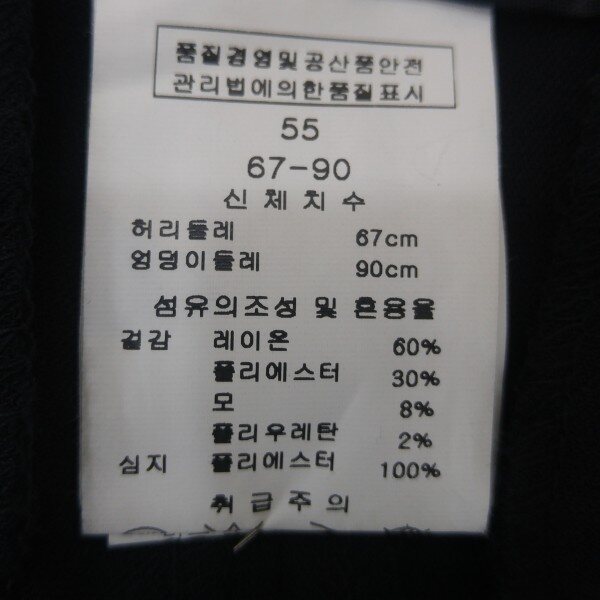 품질경영및공산품안전
관리법에의한품질표시
55
67-90
신체치수
허리둘레 67cm
엉덩이둘레 90cm
섬유의조성 및 혼용율
겉감 레이온 60%
폴리에스터 30%
모 8%
폴리우레탄 2%
심지 폴리에스터 100%
취급주의